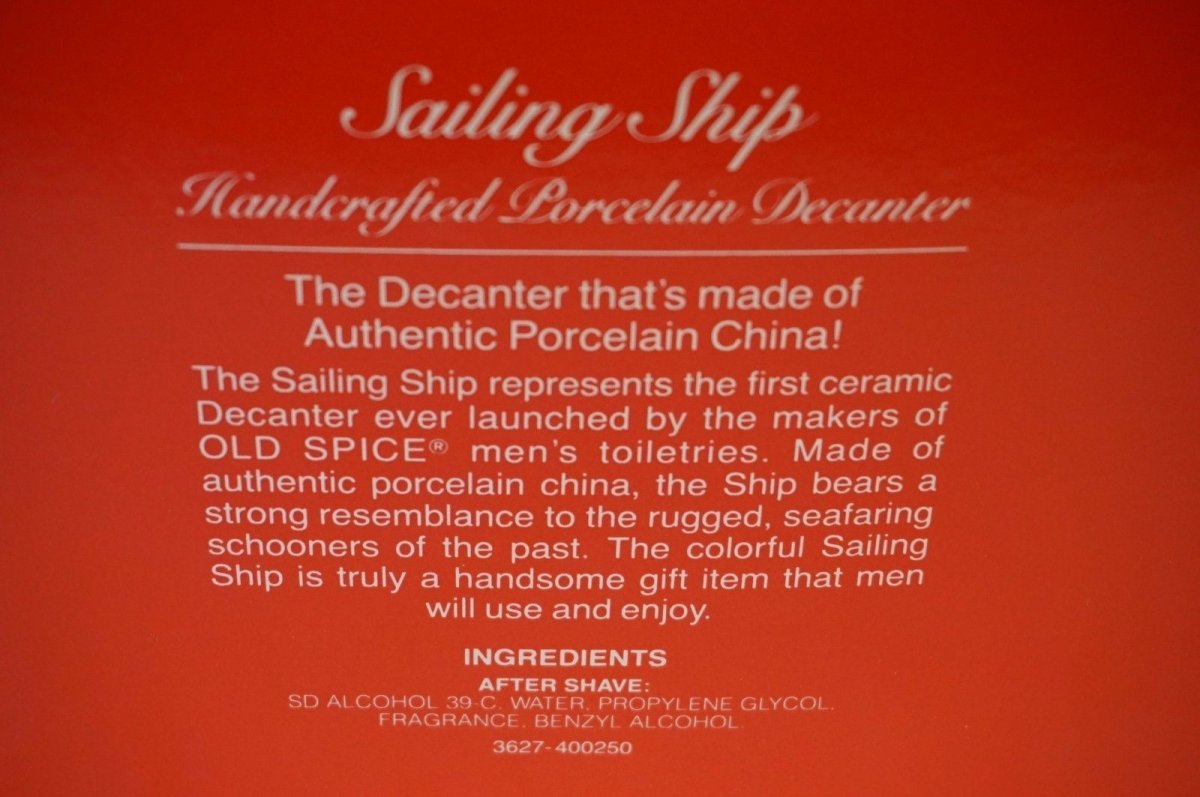 Sailing Ship
Handcrafted Porcelain Decanter
The Decanter that's made of
Authentic Porcelain China!
The Sailing Ship represents the first ceramic
Decanter ever launched by the makers of
OLD SPICE® men's toiletries. Made of
authentic porcelain china, the Ship bears a
strong resemblance to the rugged, seafaring
schooners of the past. The colorful Sailing
Ship is truly a handsome gift item that men
will use and enjoy.
INGREDIENTS
AFTER SHAVE:
SD ALCOHOL 39-C, WATER, PROPYLENE GLYCOL,
FRAGRANCE, BENZYL ALCOHOL.
3627-400250